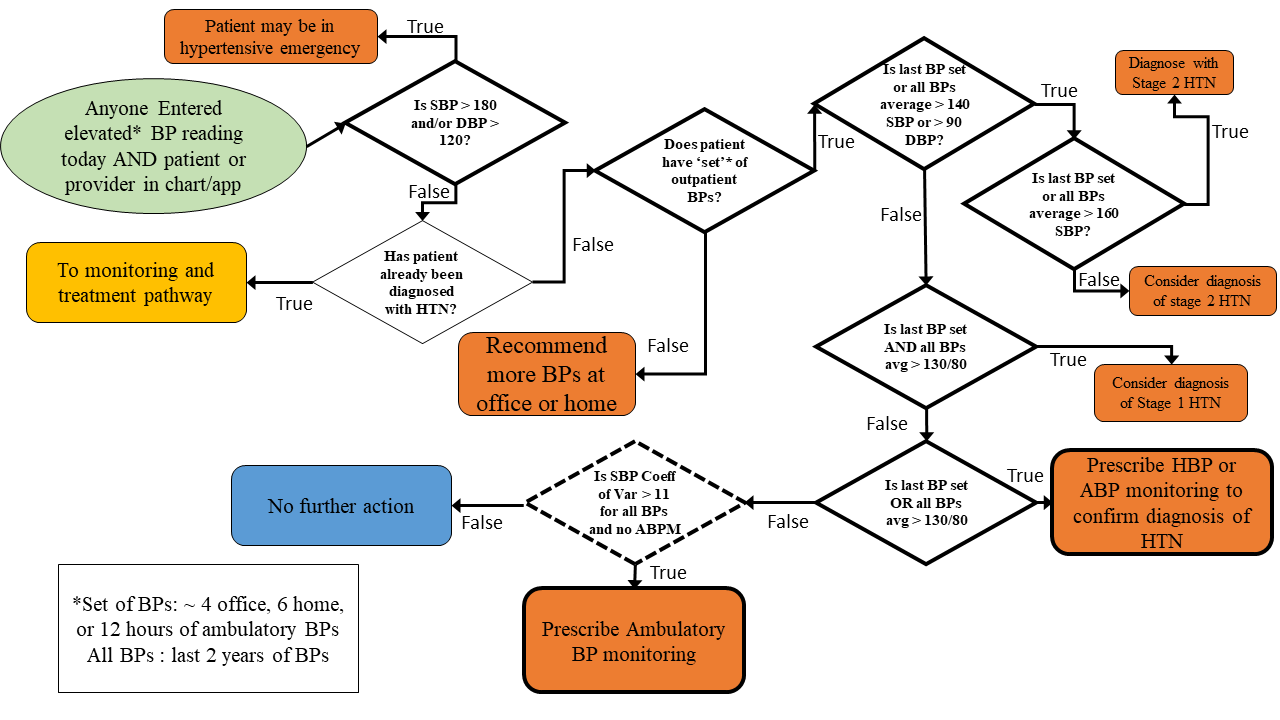 Patient may be in
hypertensive emergency
True
Anyone Entered
elevated* BP reading
today AND patient or
provider in chart/app
Is SBP > 180
and/or DBP >
120?
False
Has patient
already been
diagnosed
with HTN?
True
To monitoring and
treatment pathway
False
Does patient
have ‘set’* of
outpatient
BPs?
True
False
Recommend
more BPs at
office or home
Is last BP set
or all BPs
average > 140
SBP or > 90
DBP?
True
Is last BP set
or all BPs
average > 160
SBP?
True
Diagnose with
Stage 2 HTN
False
Consider diagnosis
of stage 2 HTN
False
Is last BP set
AND all BPs
avg > 130/80
True
Consider diagnosis
of Stage 1 HTN
False
Is last BP set
OR all BPs
avg > 130/80
True
Prescribe HBP or
ABP monitoring to
confirm diagnosis of
HTN
False
Is SBP Coeff
of Var > 11
for all BPs
and no ABPM
False
No further action
True
Prescribe Ambulatory
BP monitoring
*Set of BPs: ~ 4 office, 6 home,
or 12 hours of ambulatory BPs
All BPs : last 2 years of BPs